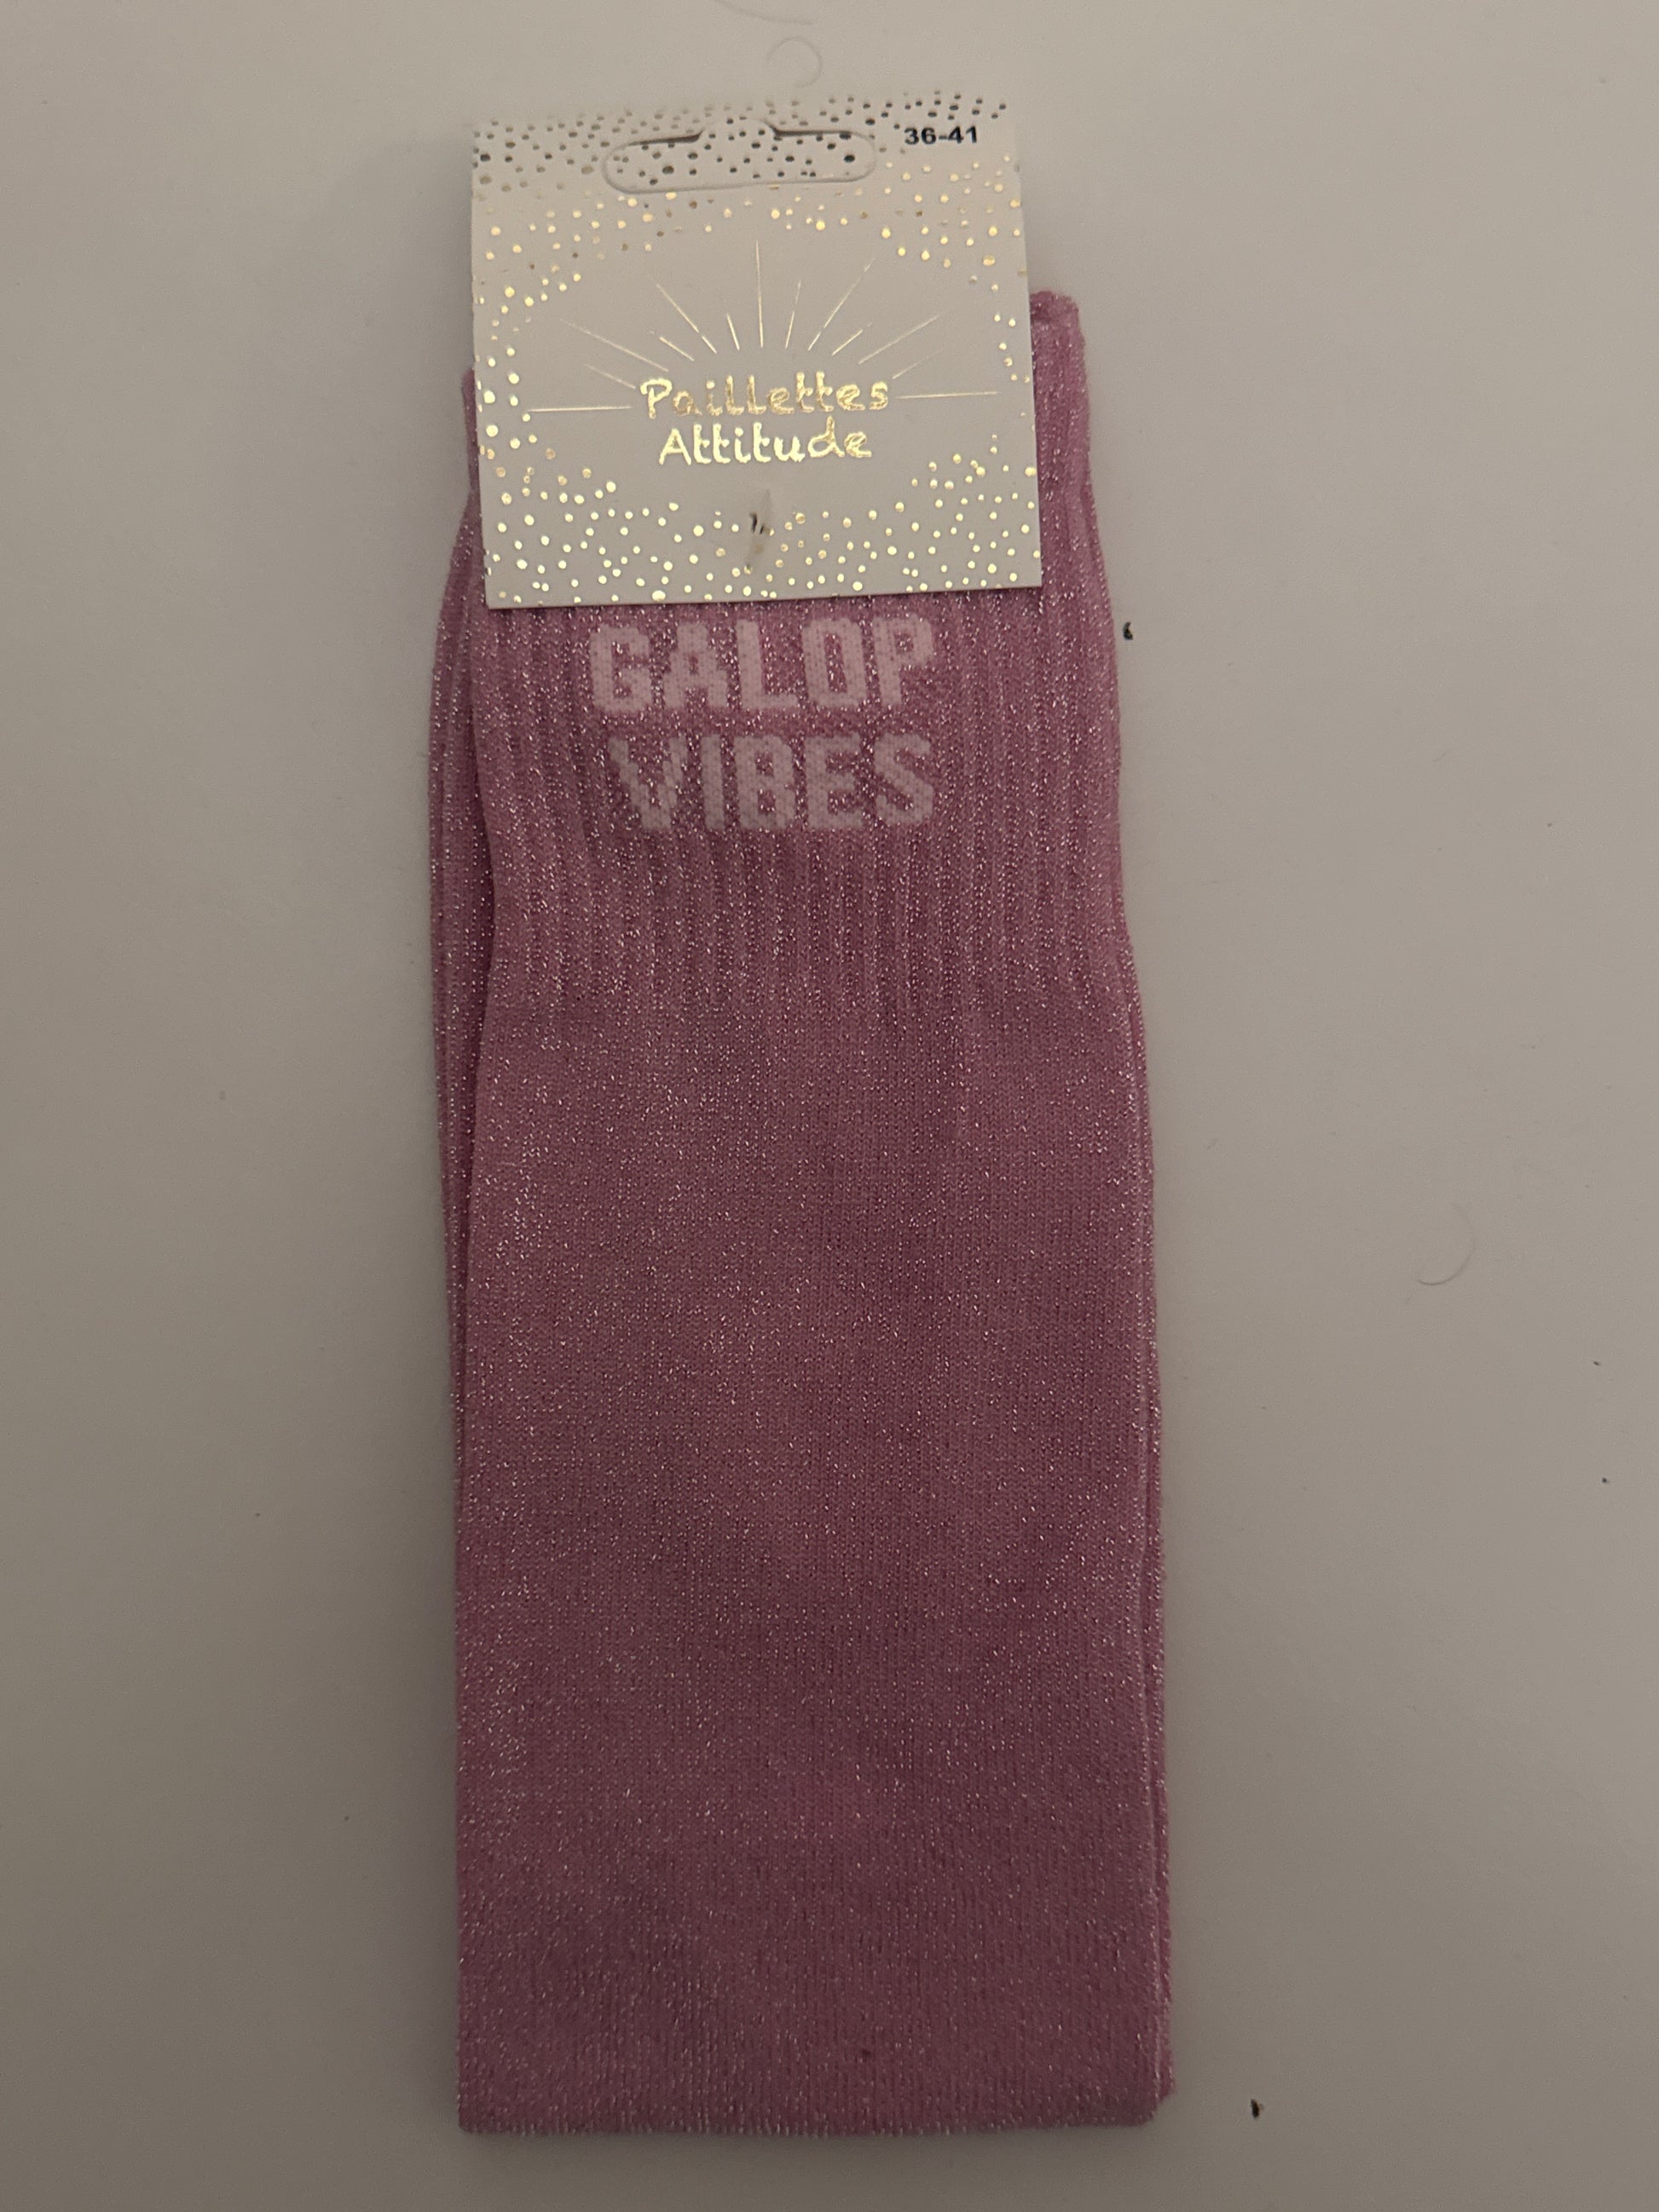 36-41
Paillettes
Attitude
GALOP
VIBES